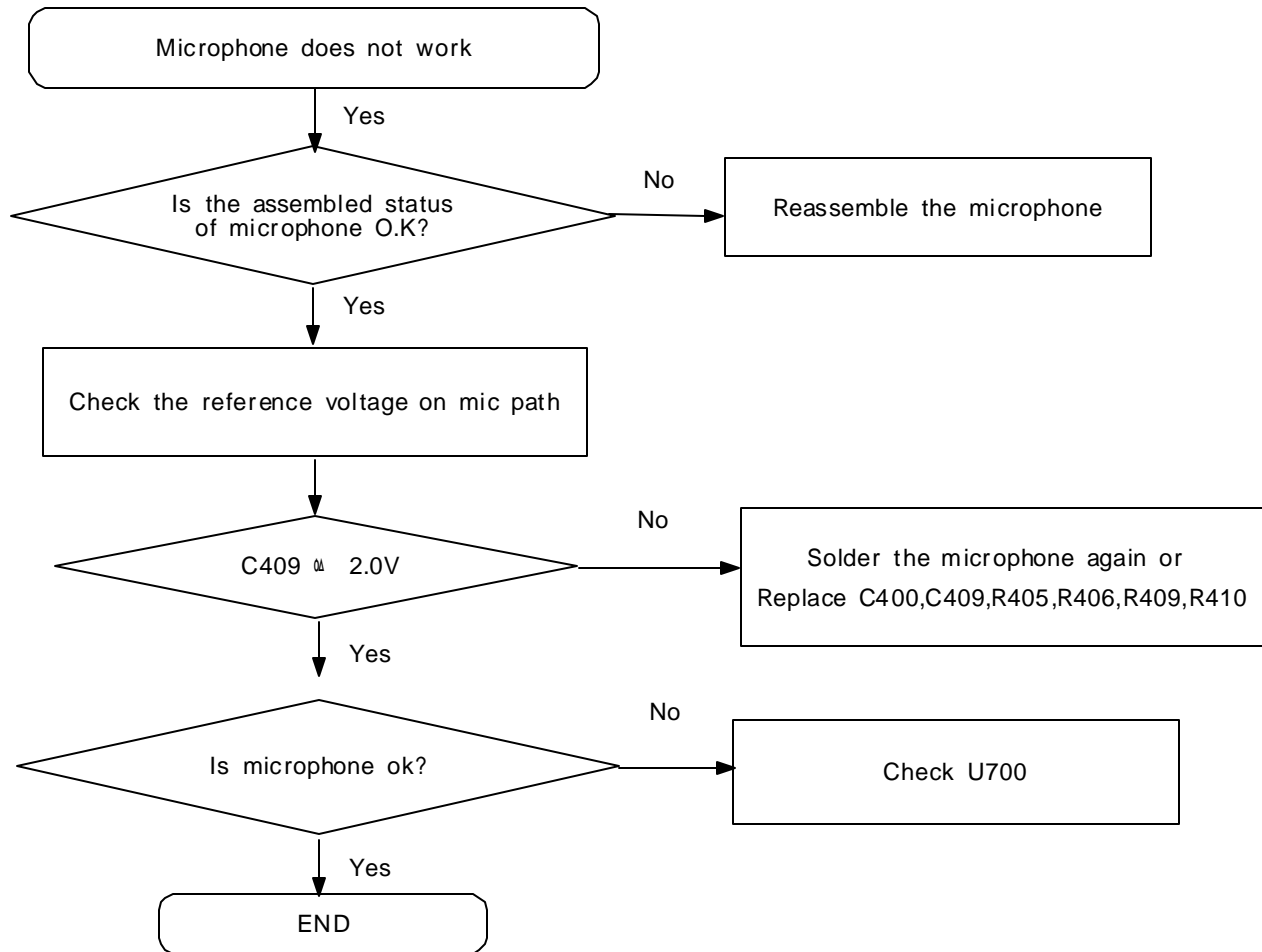 Microphone does not work
Yes
Is the assembled status
of microphone O.K?
No
Reassemble the microphone
Yes
Check the reference voltage on mic path
C409 2.0V
No
Solder the microphone again or
Replace C400,C409,R405,R406,R409,R410
Yes
Is microphone ok?
No
Check U700
Yes
END